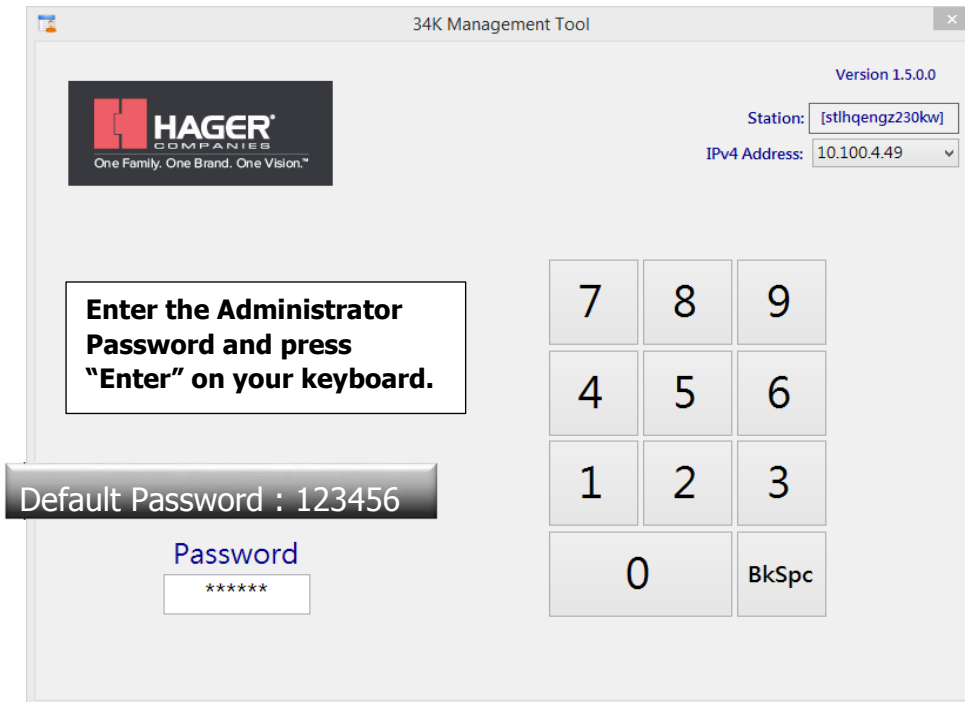 34K Management Tool
Version 1.5.0.0
HAGER
COMPANIES
One Family. One Brand. One Vision.™
Station: [stlhqengz230kw]
IPv4 Address: 10.100.4.49
Enter the Administrator
Password and press
“Enter” on your keyboard.
7 8 9
4 5 6
1 2 3
0 BkSpc
Default Password : 123456
Password
******